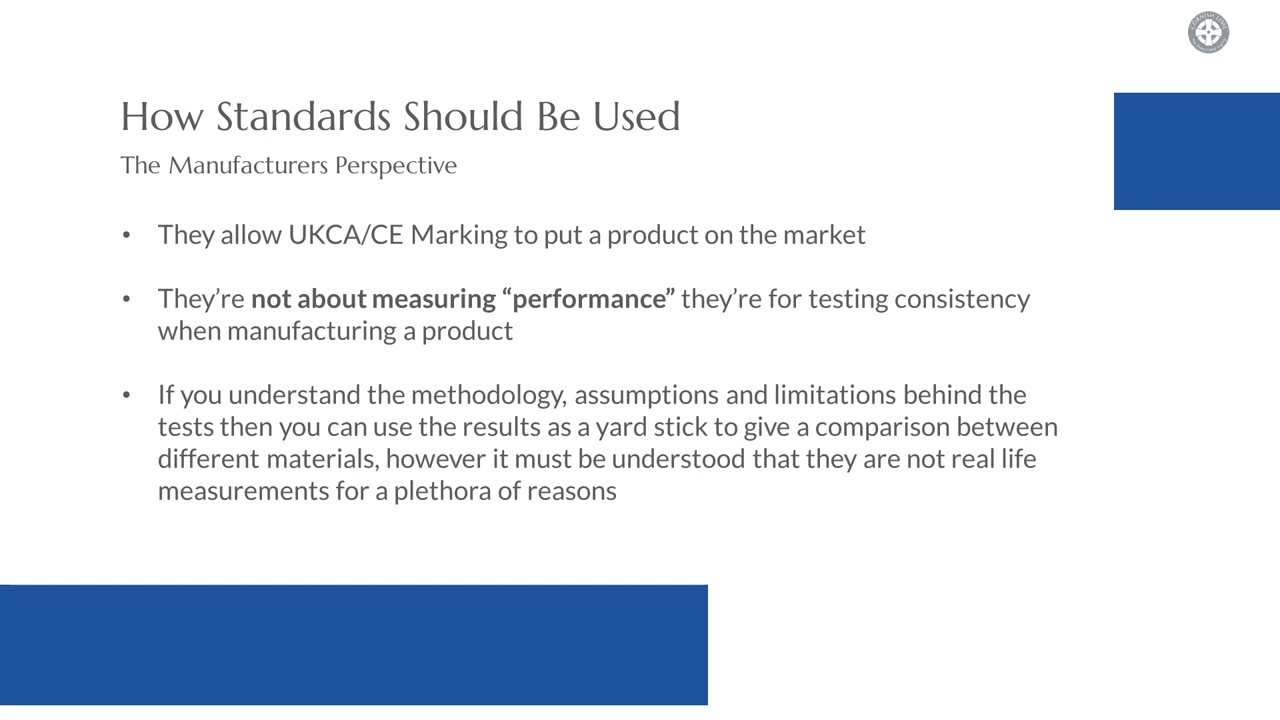 CORNISH LIME
How Standards Should Be Used
The Manufacturers Perspective
• They allow UKCA/CE Marking to put a product on the market
• They’re not about measuring “performance” they’re for testing consistency
when manufacturing a product
• If you understand the methodology, assumptions and limitations behind the
tests then you can use the results as a yard stick to give a comparison between
different materials, however it must be understood that they are not real life
measurements for a plethora of reasons